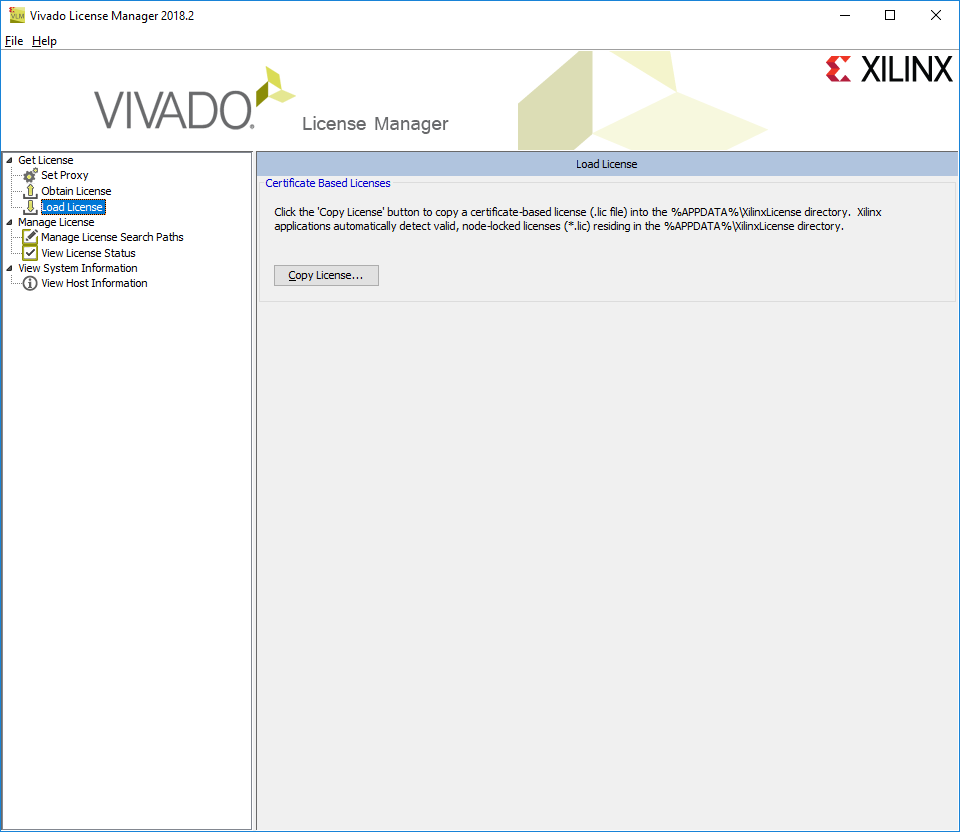 VLM
Vivado License Manager 2018.2
File Help
VIVADO.
License Manager
XILINX
Get License
Set Proxy
Obtain License
Load License
Manage License
Manage License Search Paths
View License Status
View System Information
View Host Information
Load License
Certificate Based Licenses
Click the 'Copy License' button to copy a certificate-based license (.lic file) into the %APPDATA%\XilinxLicense directory.  Xilinx
applications automatically detect valid, node-locked licenses (*.lic) residing in the %APPDATA%\XilinxLicense directory.
Copy License...